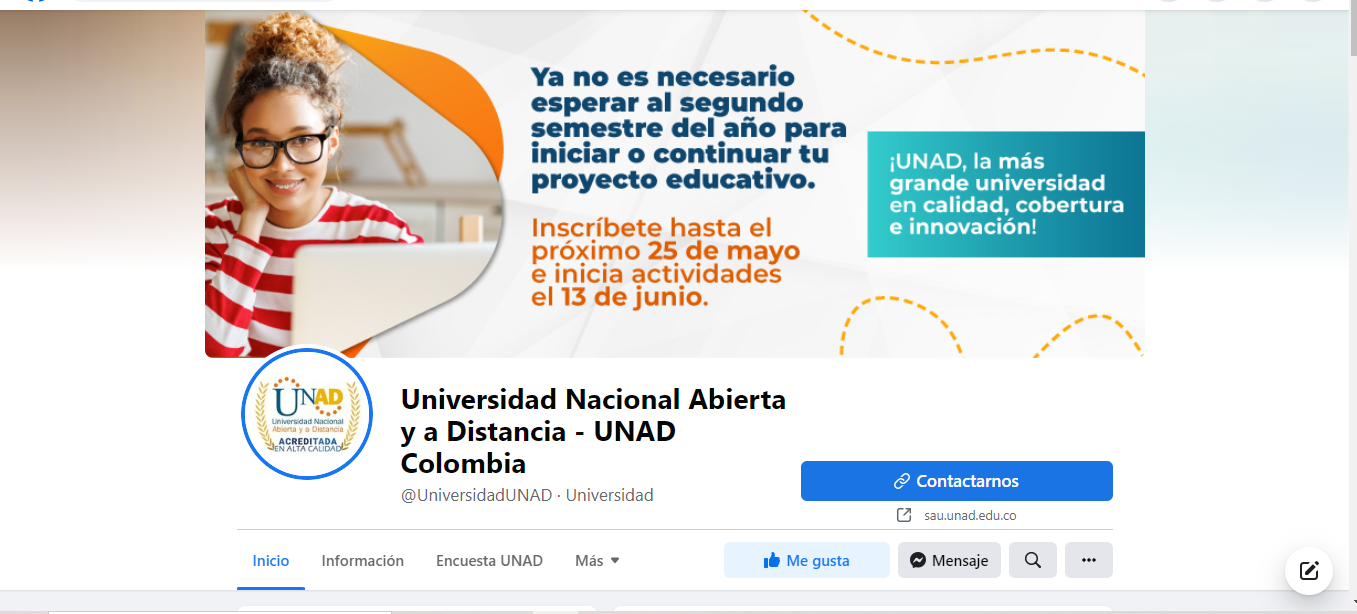 Ya no es necesario
esperar al segundo
semestre del año para
iniciar o continuar tu
proyecto educativo.
Inscríbete hasta el
próximo 25 de mayo
e inicia actividades
el 13 de junio.
¡UNAD, la más
grande universidad
en calidad, cobertura
e innovación!
UNAD
Universidad Nacional
Abierta y a Distancia
ACREDITADA
EN ALTA CALIDAD
Universidad Nacional Abierta
y a Distancia - UNAD
Colombia
@UniversidadUNAD · Universidad
Contactarnos
sau.unad.edu.co
Inicio Información Encuesta UNAD Más Me gusta Mensaje